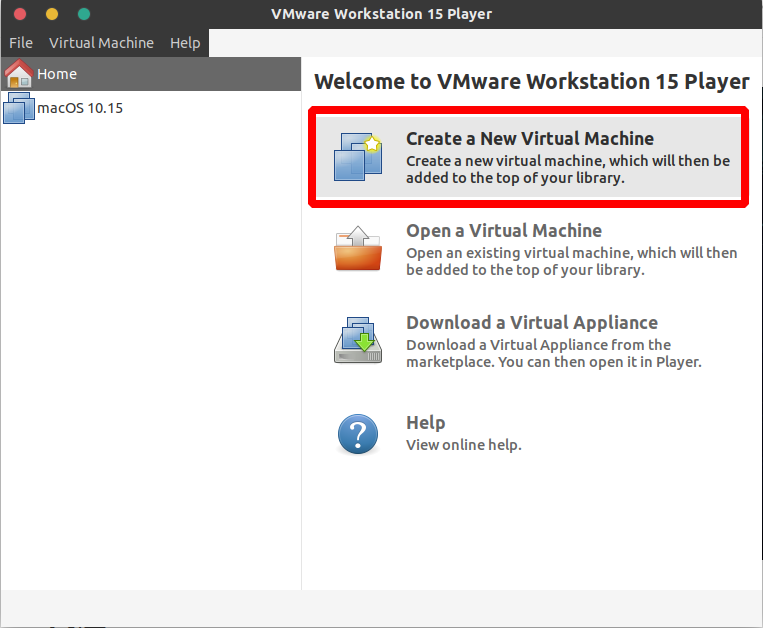 VMware Workstation 15 Player
File Virtual Machine Help
Home
macOS 10.15
Welcome to VMware Workstation 15 Player
Create a New Virtual Machine
Create a new virtual machine, which will then be
added to the top of your library.
Open a Virtual Machine
Open an existing virtual machine, which will then
be added to the top of your library.
Download a Virtual Appliance
Download a Virtual Appliance from the
marketplace. You can then open it in Player.
Help
View online help.